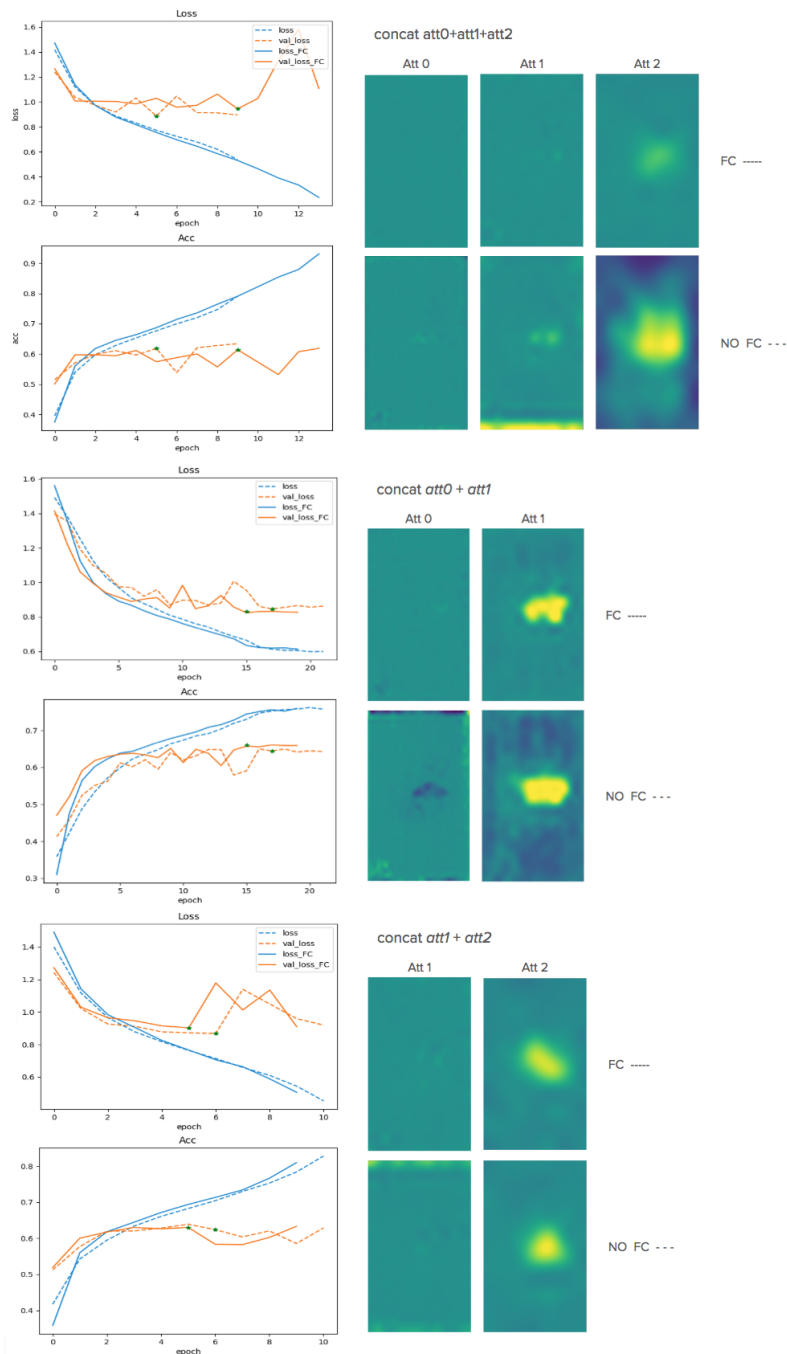 Loss
loss
val_loss
loss_FC
val_loss_FC
1.6
1.4
1.2
1.0
0.8
0.6
0.4
0.2
loss
0 2 4 6 8 10 12
epoch
Acc
0.9
0.8
0.7
0.6
0.5
0.4
acc
0 2 4 6 8 10 12
epoch
concat att0+att1+att2
Att 0 Att 1 Att 2
FC -----
NO FC - - -
Loss
loss
val_loss
loss_FC
val_loss_FC
1.6
1.4
1.2
1.0
0.8
0.6
0 5 10 15 20
epoch
Acc
0.7
0.6
0.5
0.4
0.3
0 5 10 15 20
epoch
concat att0 + att1
Att 0 Att 1
FC -----
NO FC - - -
Loss
loss
val_loss
loss_FC
val_loss_FC
1.4
1.2
1.0
0.8
0.6
0 2 4 6 8 10
epoch
Acc
0.8
0.7
0.6
0.5
0.4
0 2 4 6 8 10
epoch
concat att1 + att2
Att 1 Att 2
FC -----
NO FC - - -